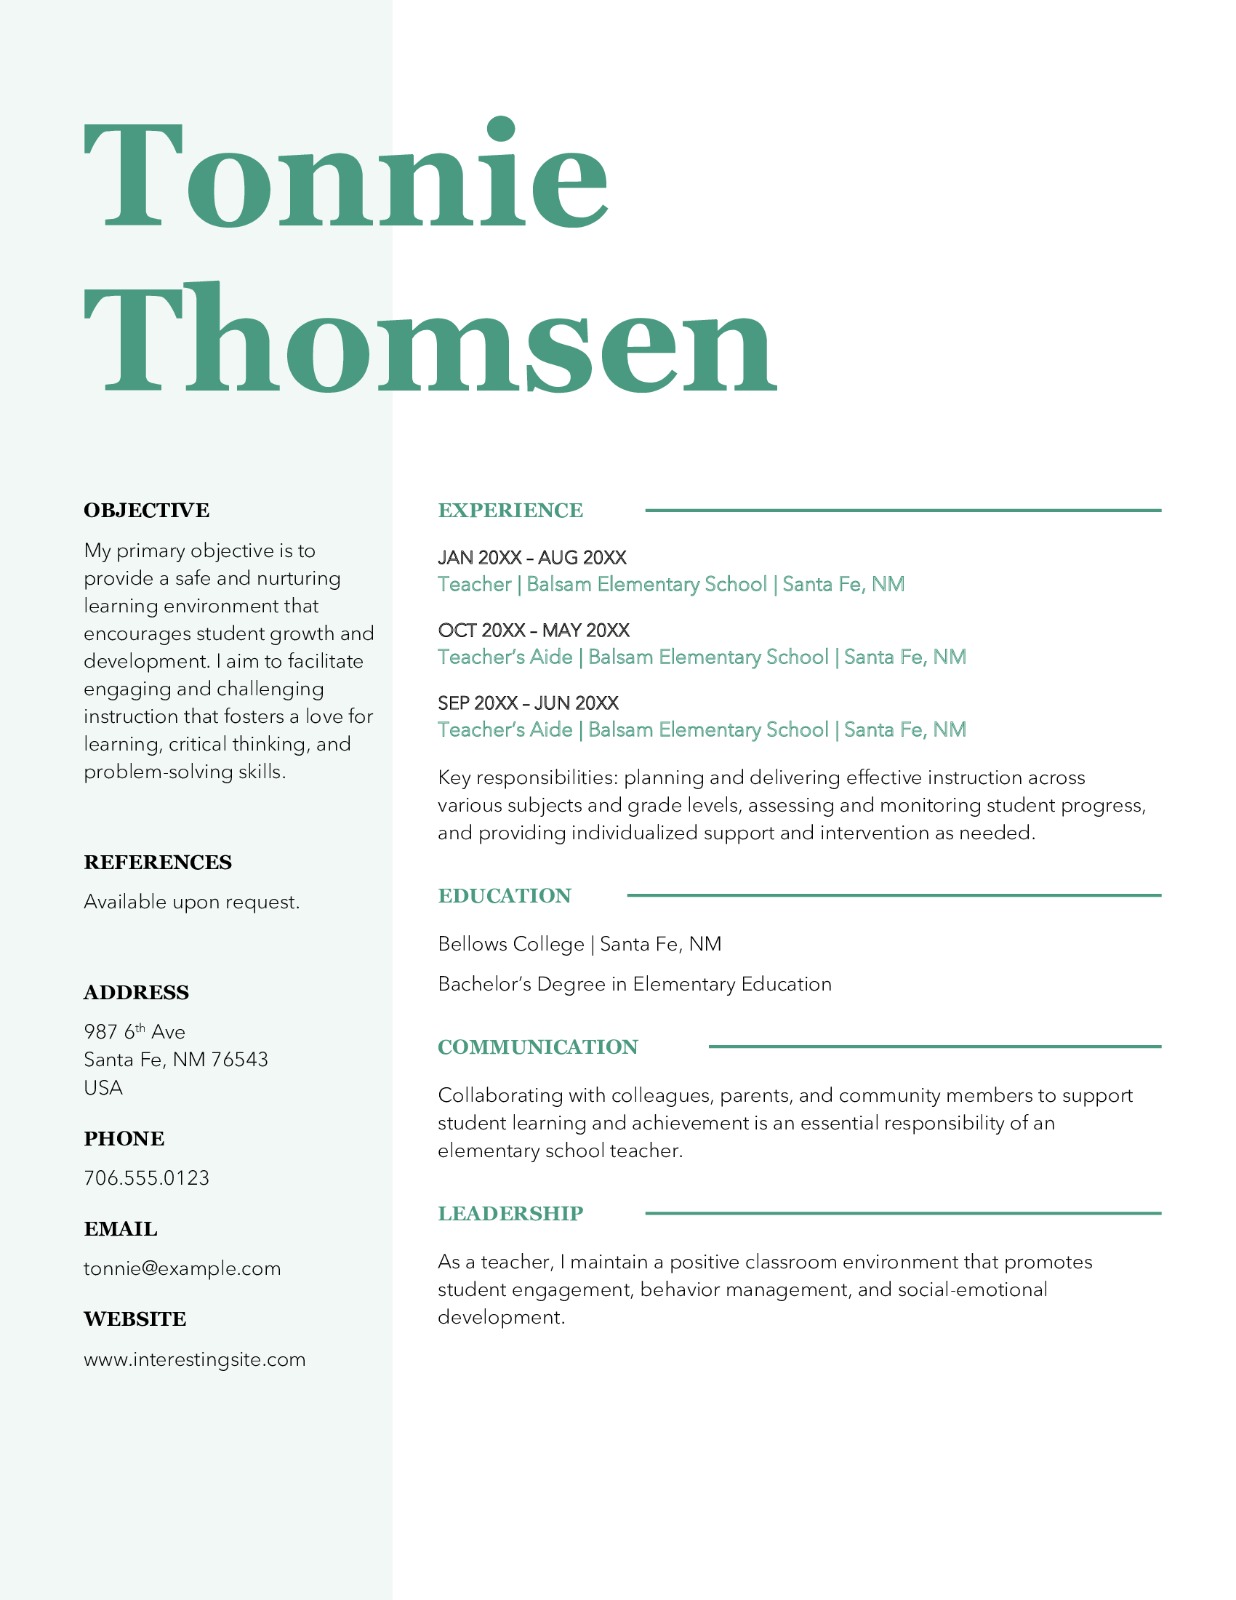 Tonnie
Thomsen
OBJECTIVE
My primary objective is to
provide a safe and nurturing
learning environment that
encourages student growth and
development. I aim to facilitate
engaging and challenging
instruction that fosters a love for
learning, critical thinking, and
problem-solving skills.
REFERENCES
Available upon request.
ADDRESS
987 6th Ave
Santa Fe, NM 76543
USA
PHONE
706.555.0123
EMAIL
tonnie@example.com
WEBSITE
www.interestingsite.com
EXPERIENCE
JAN 20XX – AUG 20XX
Teacher | Balsam Elementary School | Santa Fe, NM
OCT 20XX – MAY 20XX
Teacher’s Aide | Balsam Elementary School | Santa Fe, NM
SEP 20XX – JUN 20XX
Teacher’s Aide | Balsam Elementary School | Santa Fe, NM
Key responsibilities: planning and delivering effective instruction across
various subjects and grade levels, assessing and monitoring student progress,
and providing individualized support and intervention as needed.
EDUCATION
Bellows College | Santa Fe, NM
Bachelor’s Degree in Elementary Education
COMMUNICATION
Collaborating with colleagues, parents, and community members to support
student learning and achievement is an essential responsibility of an
elementary school teacher.
LEADERSHIP
As a teacher, I maintain a positive classroom environment that promotes
student engagement, behavior management, and social-emotional
development.